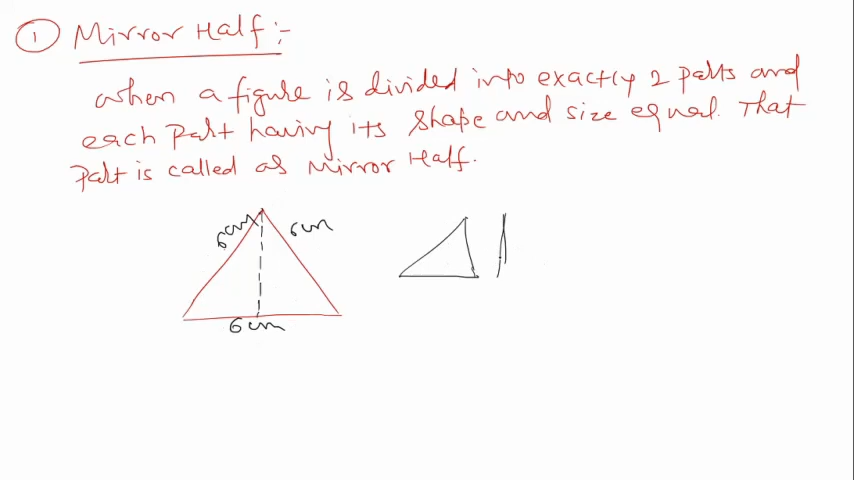 1 Mirror Half :-
when a figure is divided into exactly 2 parts and
each part having its shape and size equal. That
part is called as Mirror Half.
6cm 6cm
6cm